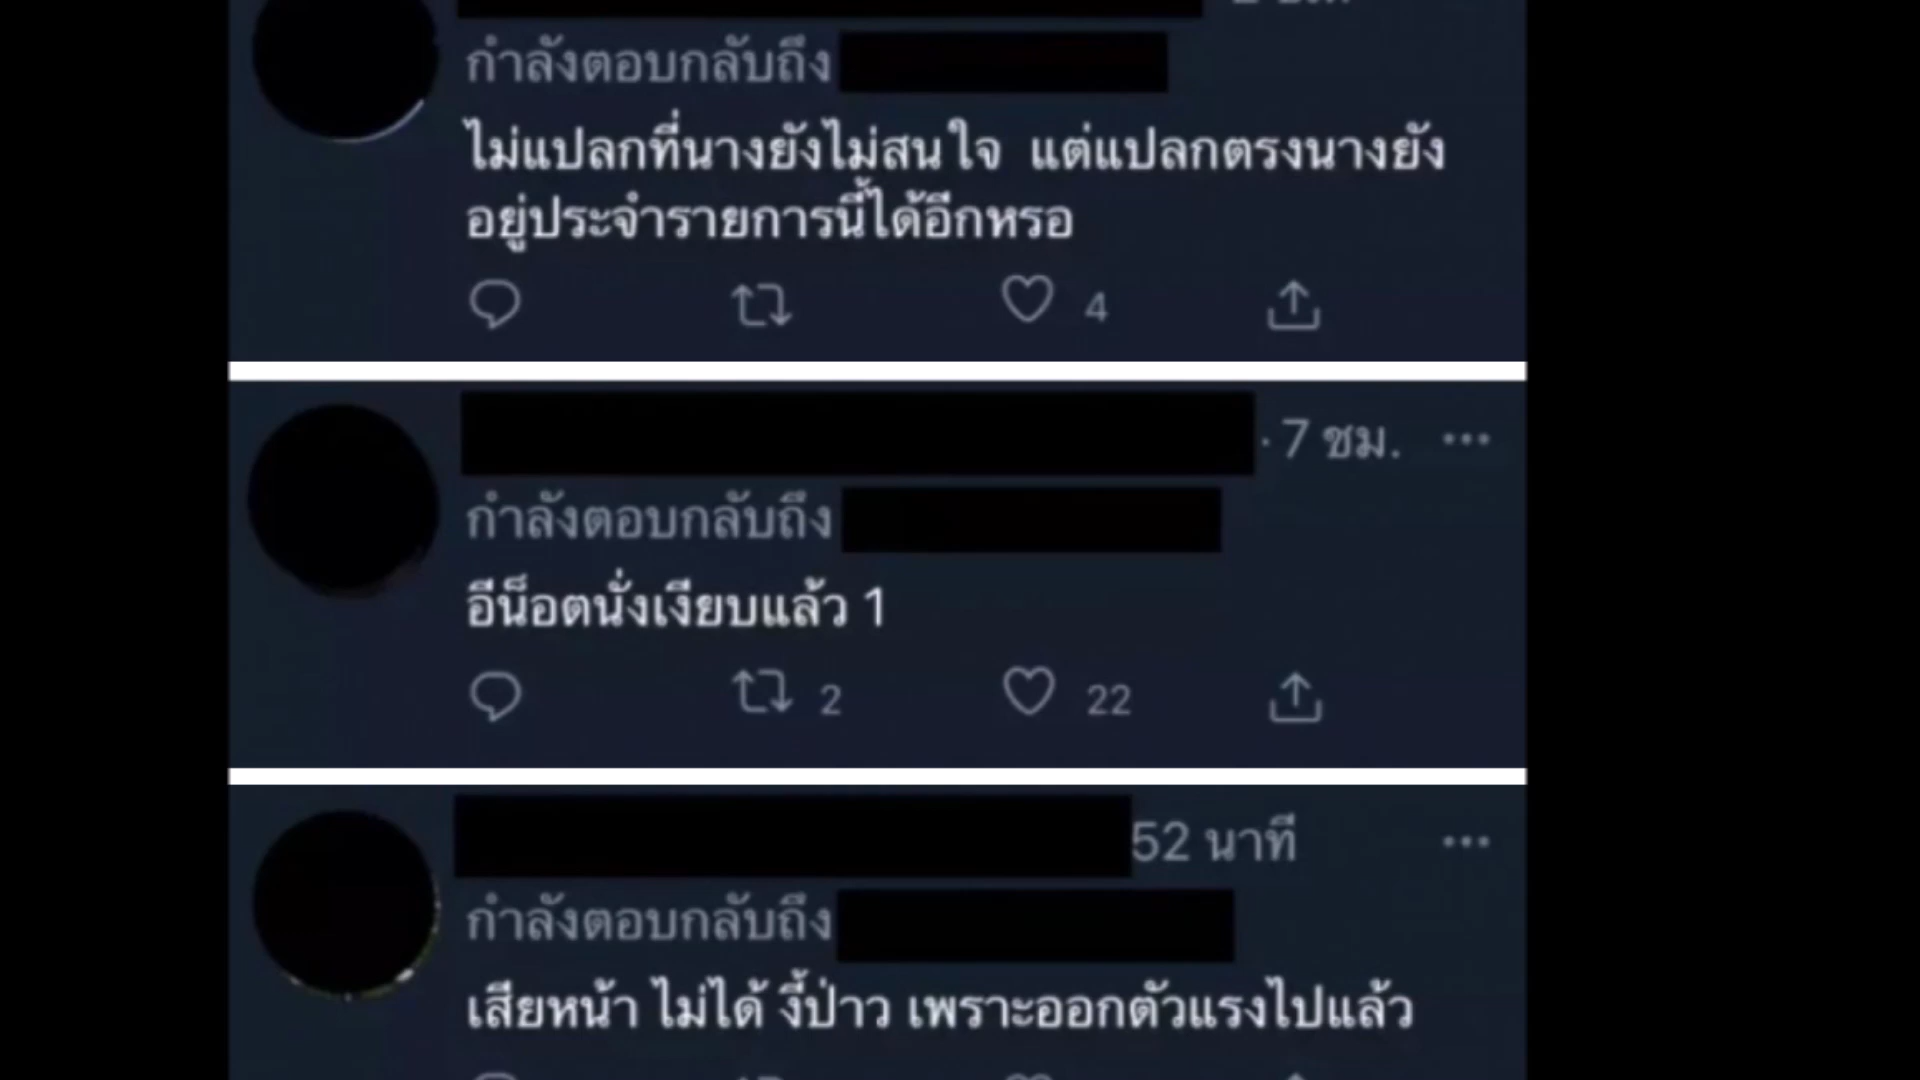 กำลังตอบกลับถึง
ไม่แปลกที่นางยังไม่สนใจ แต่แปลกตรงนางยัง
อยู่ประจำรายการนี้ได้อีกหรอ
4
· 7 ชม.
กำลังตอบกลับถึง
อีน็อตนั่งเงียบแล้ว 1
2 22
52 นาที
กำลังตอบกลับถึง
เสียหน้า ไม่ได้ งี้ป่าว เพราะออกตัวแรงไปแล้ว